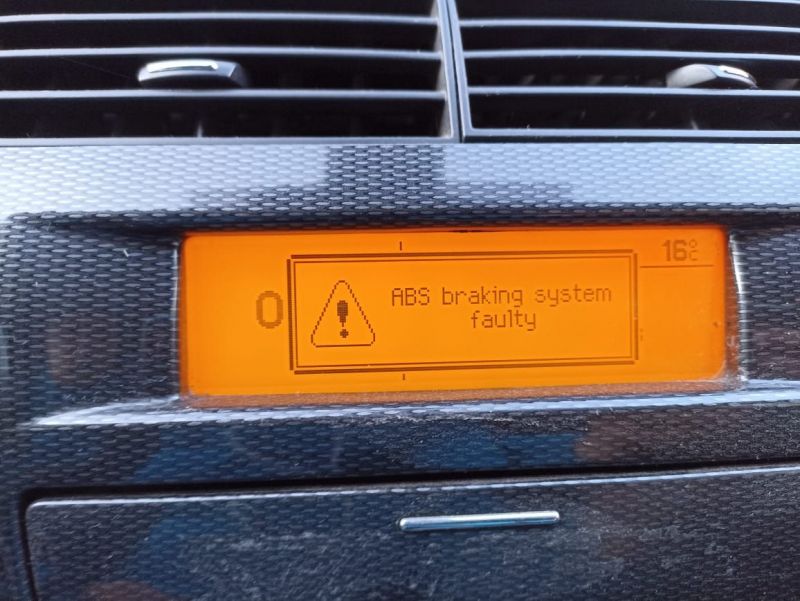 16°C
0
ABS braking system
faulty